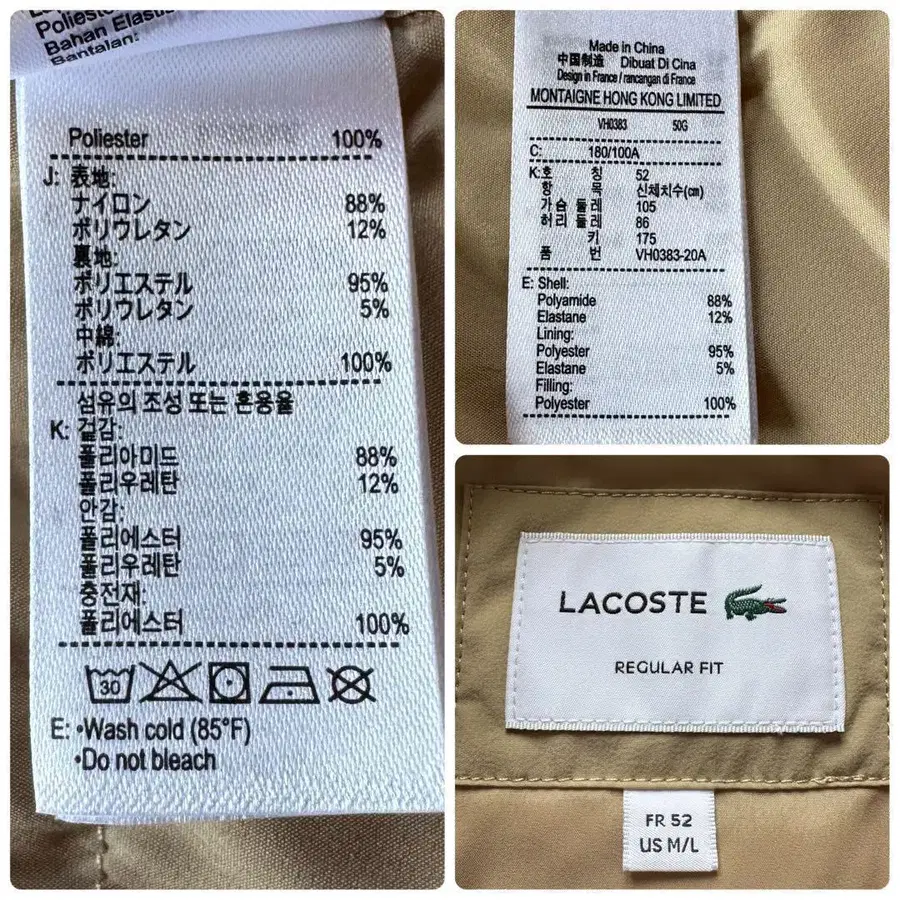 Poliester
Bahan Elastis
Bantalan:
Poliester 100%
J: 表地:
ナイロン 88%
ポリウレタン 12%
裏地:
ポリエステル 95%
ポリウレタン 5%
中綿:
ポリエステル 100%
섬유의 조성 또는 혼용율
K: 겉감:
폴리아미드 88%
폴리우레탄 12%
안감:
폴리에스터 95%
폴리우레탄 5%
충전재:
폴리에스터 100%
30
E: •Wash cold (85°F)
•Do not bleach
Made in China
中国制造 Dibuat Di Cina
Design in France / rancangan di France
MONTAIGNE HONG KONG LIMITED
VH0383 50G
C: 180/100A
K: 호 칭 52
항 목 신체치수(cm)
가슴 둘레 105
허리 둘레 86
키 175
품 번 VH0383-20A
E: Shell:
Polyamide 88%
Elastane 12%
Lining:
Polyester 95%
Elastane 5%
Filling:
Polyester 100%
LACOSTE
REGULAR FIT
FR 52
US M/L